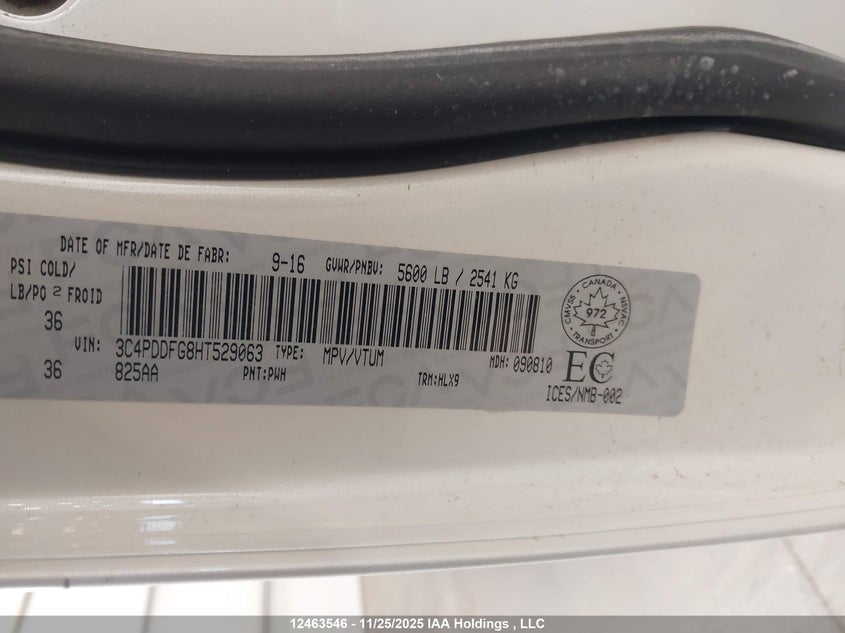 DATE OF MFR/DATE DE FABR: 9-16 GVWR/PNBV: 5600 LB / 2541 KG
PSI COLD/
LB/PO 2 FROID
36
VIN: 3C4PDDFG8HT529063 TYPE: MPV/VTUM MDH: 090810
36 825AA PNT:PWH TRM:HLX9
CANADA
CMVSS NSVAC
972
TRANSPORT
EC
ICES/NMB-002
12463546 - 11/25/2025 IAA Holdings , LLC